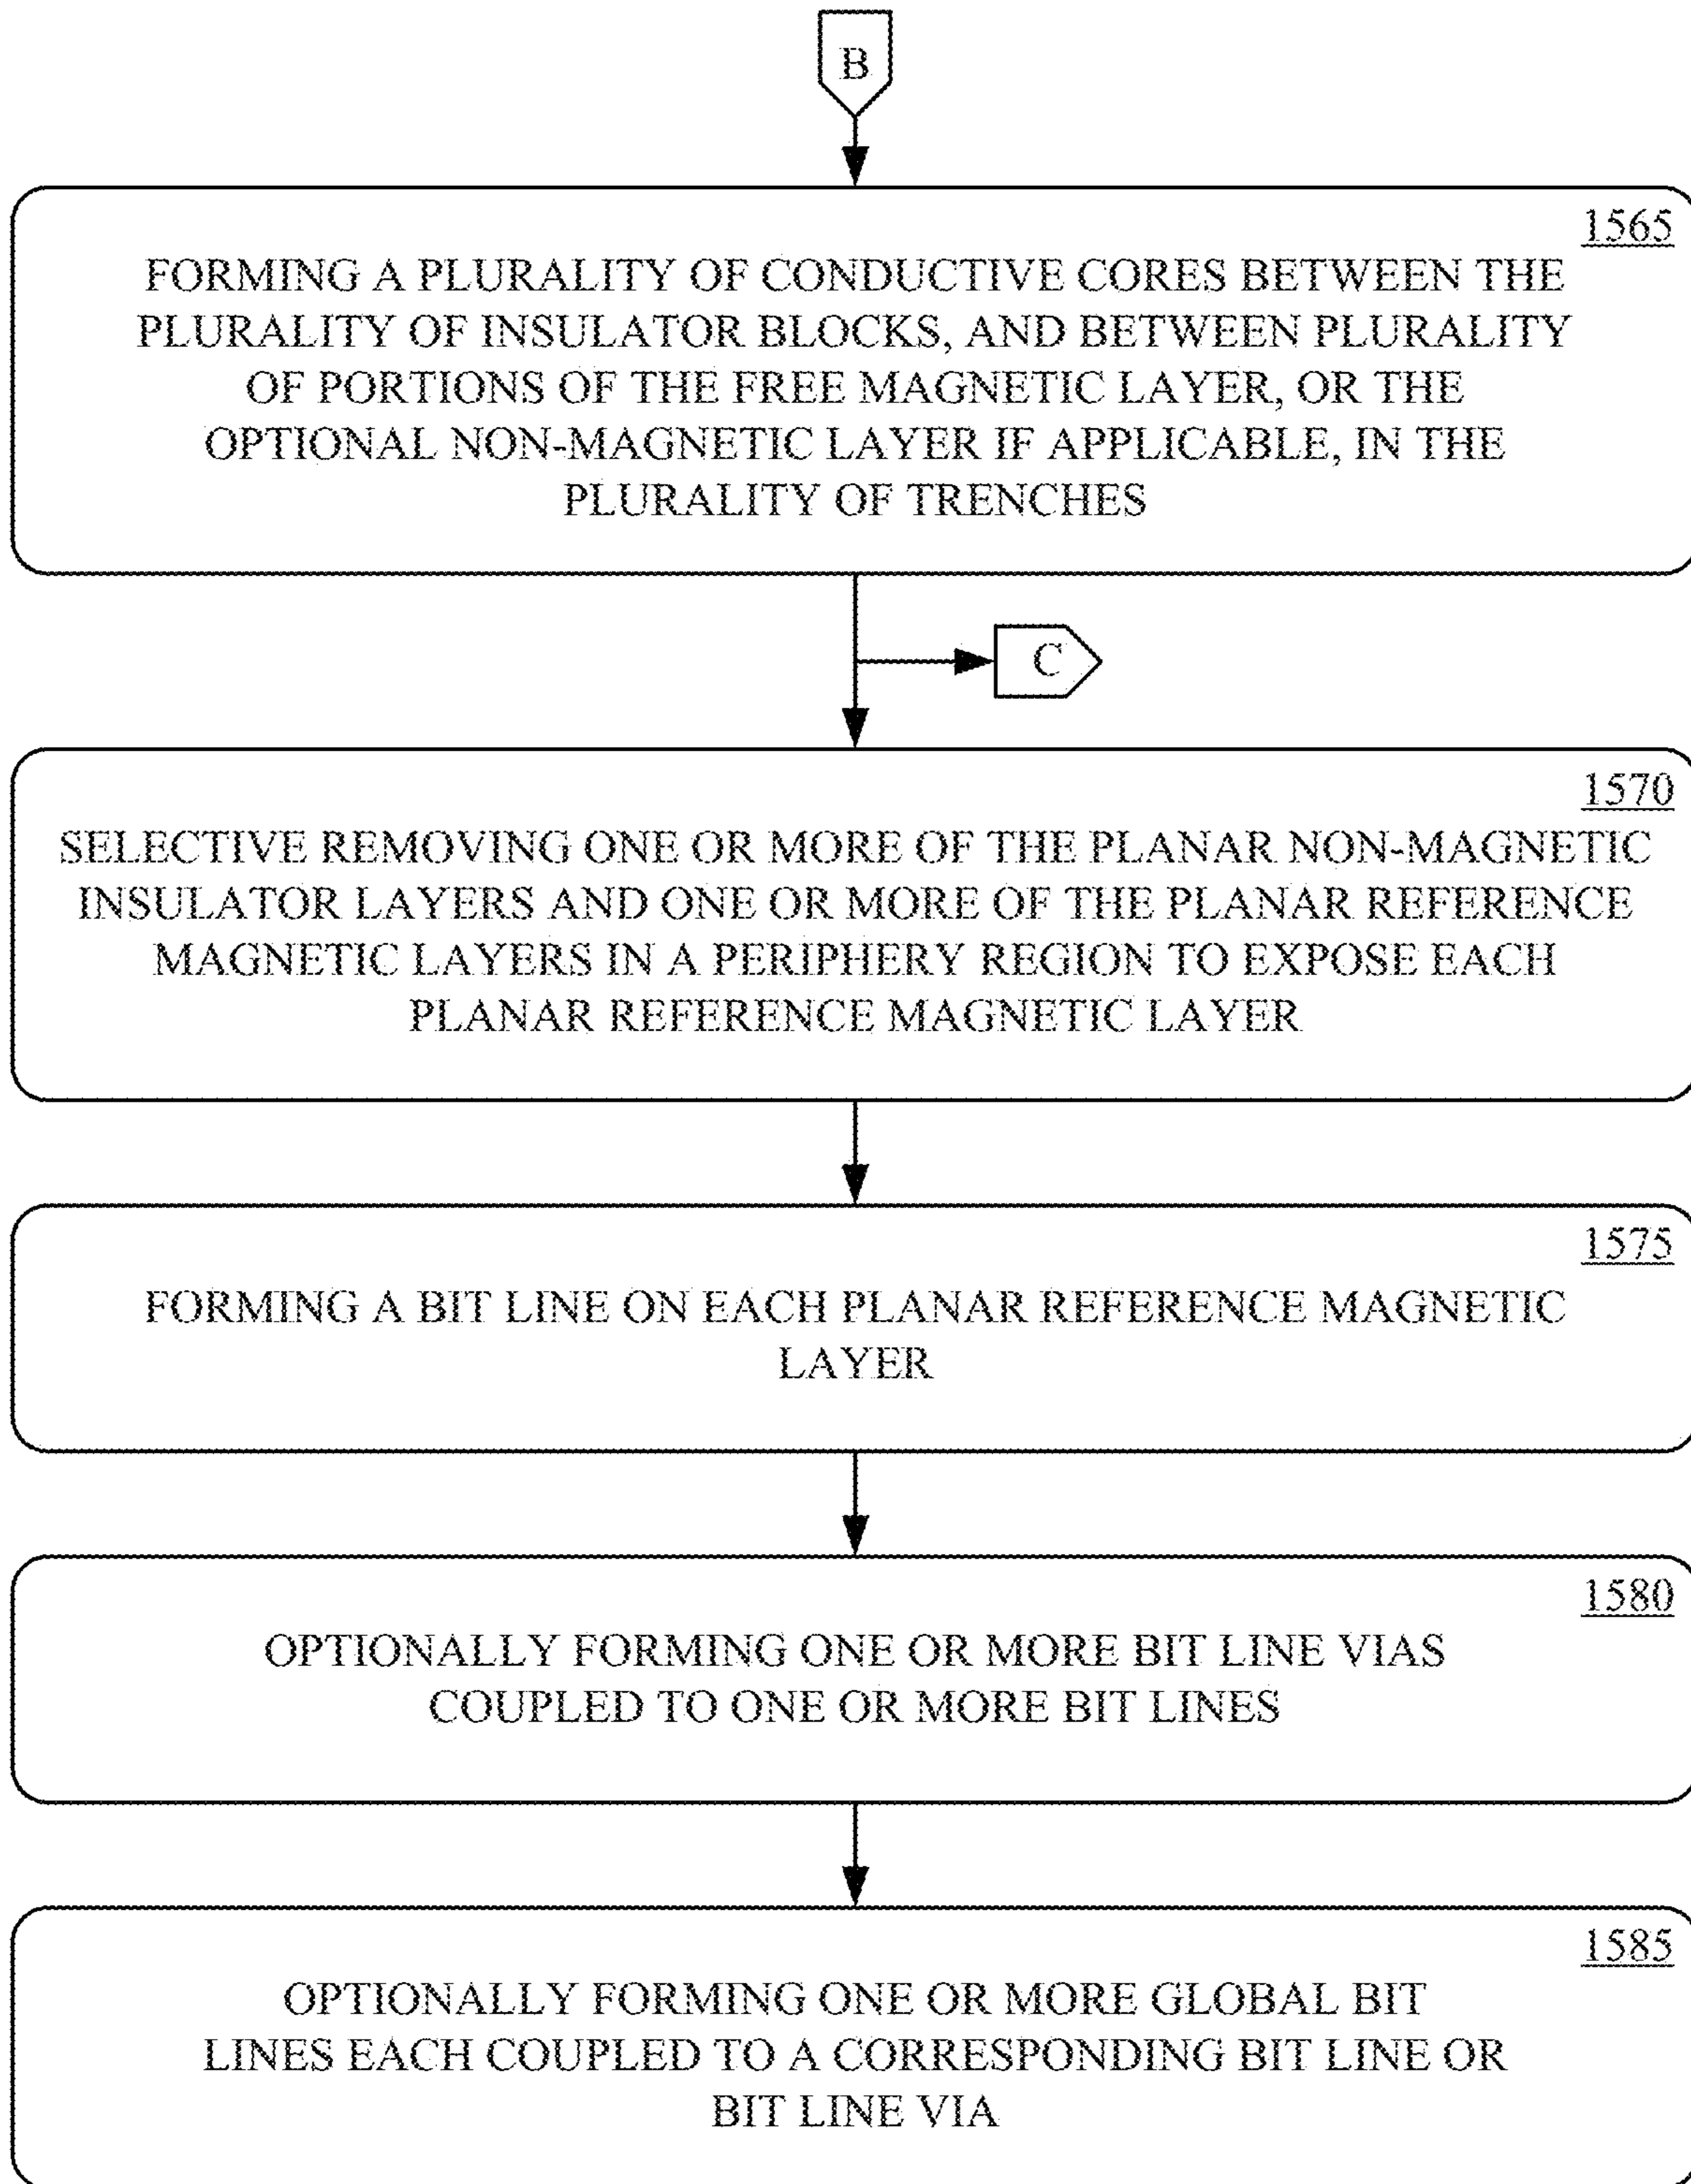 B
1565
FORMING A PLURALITY OF CONDUCTIVE CORES BETWEEN THE
PLURALITY OF INSULATOR BLOCKS, AND BETWEEN PLURALITY
OF PORTIONS OF THE FREE MAGNETIC LAYER, OR THE
OPTIONAL NON-MAGNETIC LAYER IF APPLICABLE, IN THE
PLURALITY OF TRENCHES
C
1570
SELECTIVE REMOVING ONE OR MORE OF THE PLANAR NON-MAGNETIC
INSULATOR LAYERS AND ONE OR MORE OF THE PLANAR REFERENCE
MAGNETIC LAYERS IN A PERIPHERY REGION TO EXPOSE EACH
PLANAR REFERENCE MAGNETIC LAYER
1575
FORMING A BIT LINE ON EACH PLANAR REFERENCE MAGNETIC
LAYER
1580
OPTIONALLY FORMING ONE OR MORE BIT LINE VIAS
COUPLED TO ONE OR MORE BIT LINES
1585
OPTIONALLY FORMING ONE OR MORE GLOBAL BIT
LINES EACH COUPLED TO A CORRESPONDING BIT LINE OR
BIT LINE VIA